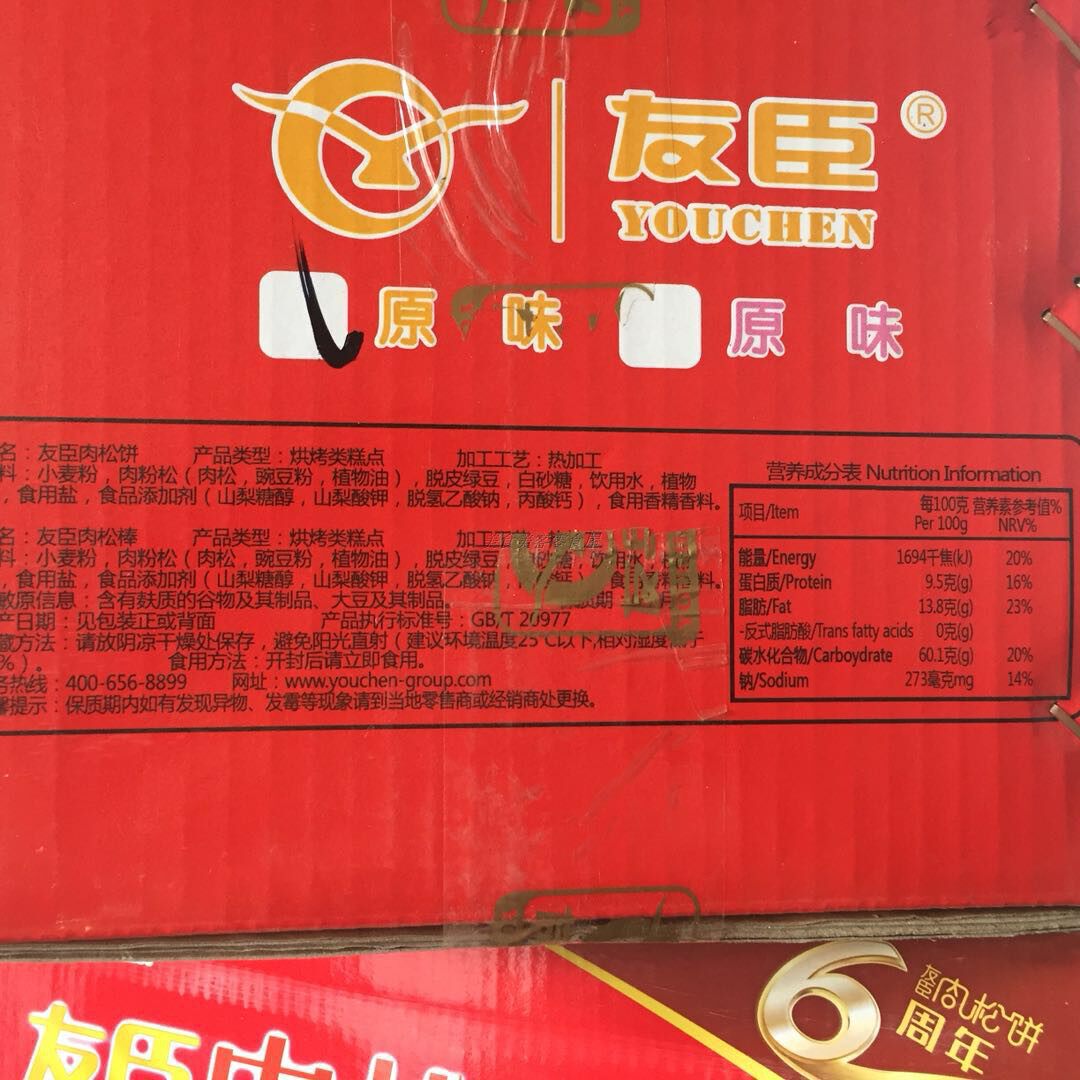 友臣®
YOUCHEN
原味 原味
名：友臣肉松饼 产品类型：烘烤类糕点 加工工艺：热加工
料：小麦粉，肉粉松（肉松，豌豆粉，植物油），脱皮绿豆，白砂糖，饮用水，植物
，食用盐，食品添加剂（山梨糖醇，山梨酸钾，脱氢乙酸钠，丙酸钙），食用香精香料。
名：友臣肉松棒 产品类型：烘烤类糕点 加工
料：小麦粉，肉粉松（肉松，豌豆粉，植物油），脱皮绿豆，饮用水
，食用盐，食品添加剂（山梨糖醇，山梨酸钾，脱氢乙酸钠
敏原信息：含有麸质的谷物及其制品、大豆及其制品。
产日期：见包装正或背面 产品执行标准号：GB/T 20977
藏方法：请放阴凉干燥处保存，避免阳光直射（建议环境温度25℃以下,相对湿度
%）。 食用方法：开封后请立即食用。
务热线：400-656-8899 网址：www.youchen-group.com
馨提示：保质期内如有发现异物、发霉等现象请到当地零售商或经销商处更换。
营养成分表 Nutrition Information
项目/Item 每100克 Per 100g 营养素参考值% NRV%
能量/Energy 1694千焦(kJ) 20%
蛋白质/Protein 9.5克(g) 16%
脂肪/Fat 13.8克(g) 23%
-反式脂肪酸/Trans fatty acids 0克(g)
碳水化合物/Carboydrate 60.1克(g) 20%
钠/Sodium 273毫克mg 14%
6周年
友臣肉松饼
友臣肉松